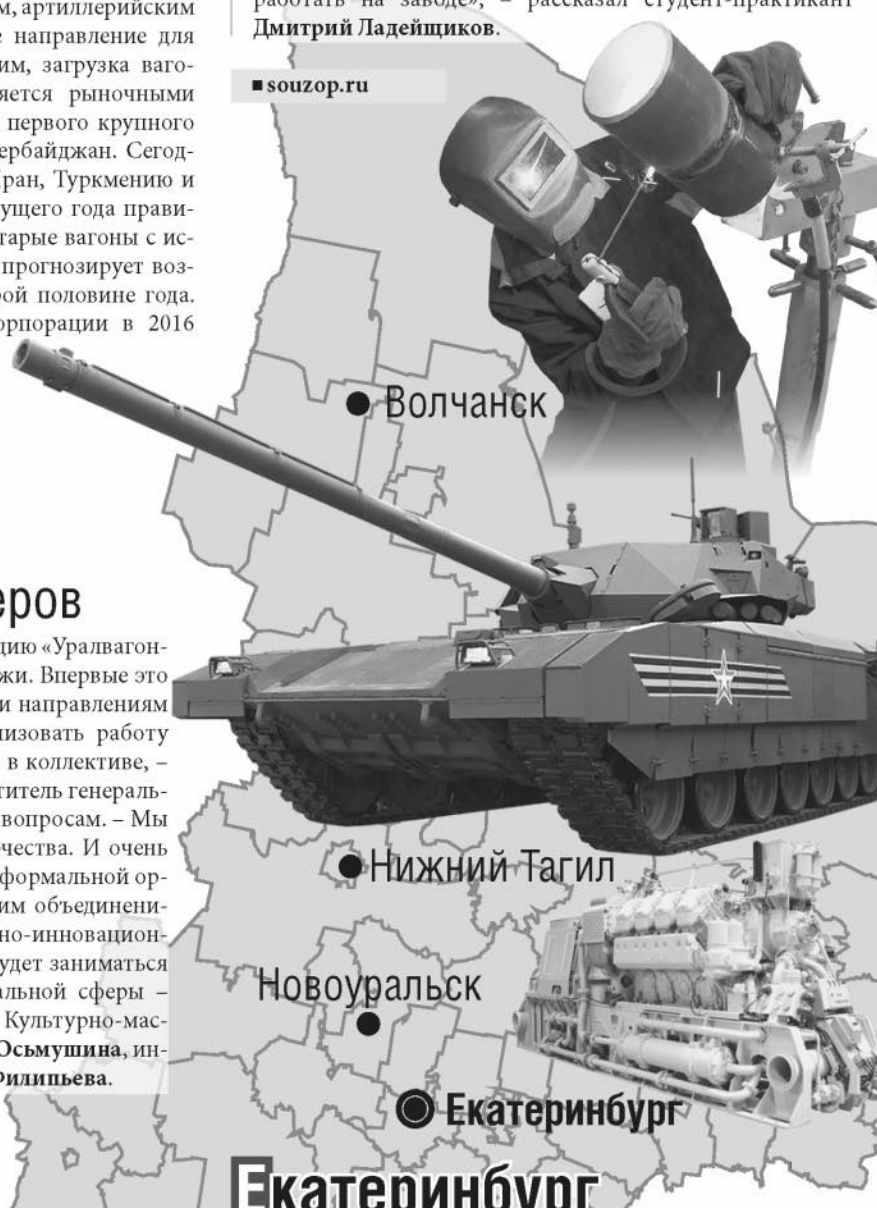 м, артиллерийским
е направление для
им, загрузка ваго-
яется рыночными
первого крупного
ербайджан. Сегод-
Иран, Туркмению и
ущего года прави-
тарые вагоны с ис-
прогнозирует воз-
рой половине года.
орпорации в 2016
работать на заводе», – рассказал студент-практикант
Дмитрий Ладейщиков.
■ souzop.ru
Волчанск
еров
цию «Уралвагон-
жи. Впервые это
и направлениям
низовать работу
в коллективе, –
титель генераль-
вопросам. – Мы
рчества. И очень
формальной ор-
им объединени-
но-инновацион-
удет заниматься
альной сферы –
Культурно-мас-
Осьмушина, ин-
Филипьева.
Нижний Тагил
Новоуральск
Екатеринбург
Екатеринбург